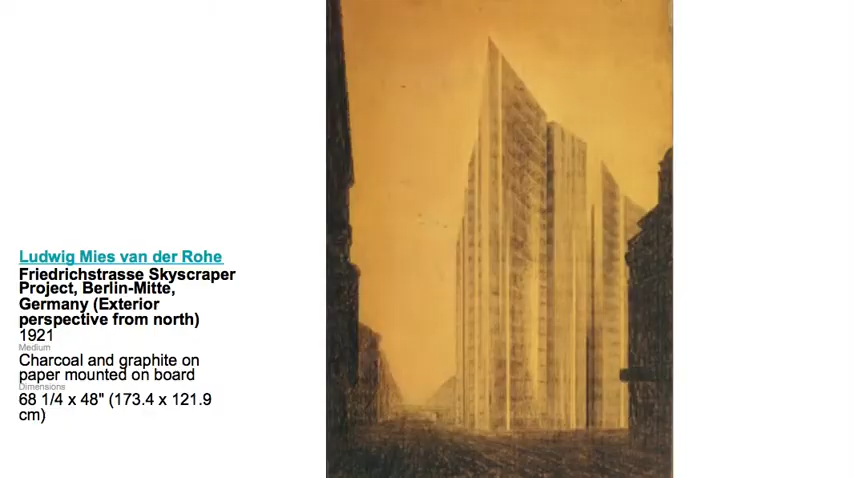 Ludwig Mies van der Rohe
Friedrichstrasse Skyscraper
Project, Berlin-Mitte,
Germany (Exterior
perspective from north)
1921
Medium
Charcoal and graphite on
paper mounted on board
Dimensions
68 1/4 x 48" (173.4 x 121.9
cm)